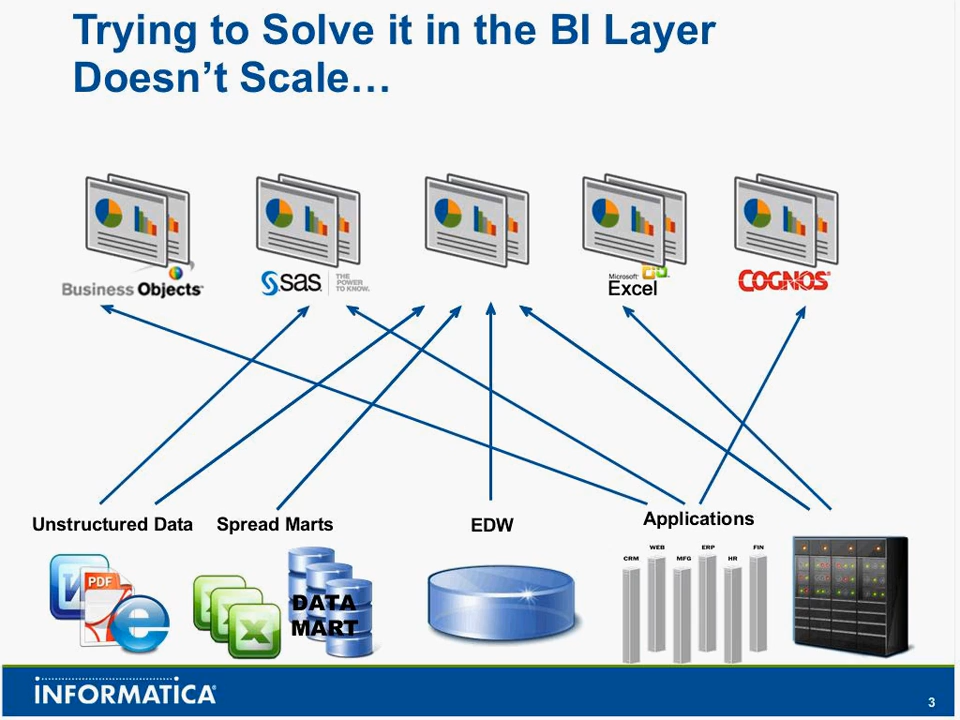 Trying to Solve it in the BI Layer
Doesn’t Scale…
Business Objects
sas THE POWER TO KNOW.
Microsoft Excel
COGNOS®
Unstructured Data
Spread Marts
EDW
Applications
PDF
DATA
MART
CRM WEB MFG ERP HR FIN
INFORMATICA®
3